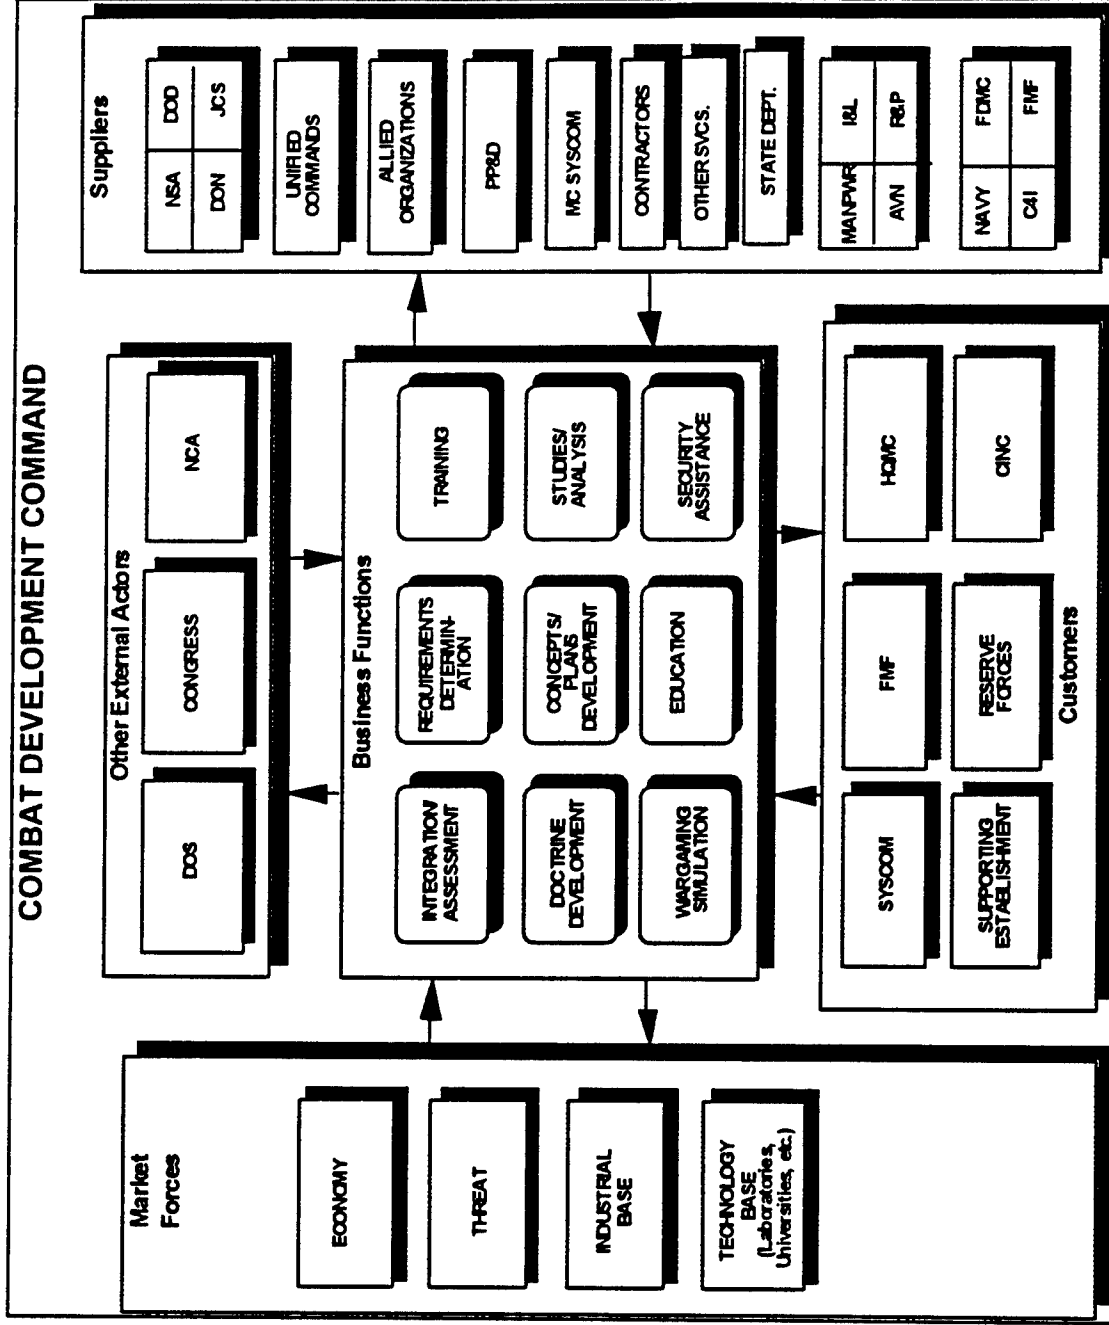 COMBAT DEVELOPMENT COMMAND
Market
Forces
ECONOMY
THREAT
INDUSTRIAL
BASE
TECHNOLOGY
BASE
(Laboratories,
Universities, etc.)
Other External Actors
DOS
CONGRESS
NCA
Business Functions
INTEGRATION/
ASSESSMENT
REQUIREMENTS
DETERMIN-
ATION
TRAINING
DOCTRINE
DEVELOPMENT
CONCEPTS/
PLANS
DEVELOPMENT
STUDIES/
ANALYSIS
WARGAMING
SIMULATION
EDUCATION
SECURITY
ASSISTANCE
SYSCOM
FMF
HQMC
SUPPORTING
ESTABLISHMENT
RESERVE
FORCES
CINC
Customers
Suppliers
NSA DOD
DON JCS
UNIFIED
COMMANDS
ALLIED
ORGANIZATIONS
PP&D
MC SYSCOM
CONTRACTORS
OTHER SVCS.
STATE DEPT.
MANPWR I&L
AVN R&P
NAVY FDMC
C4I FMF